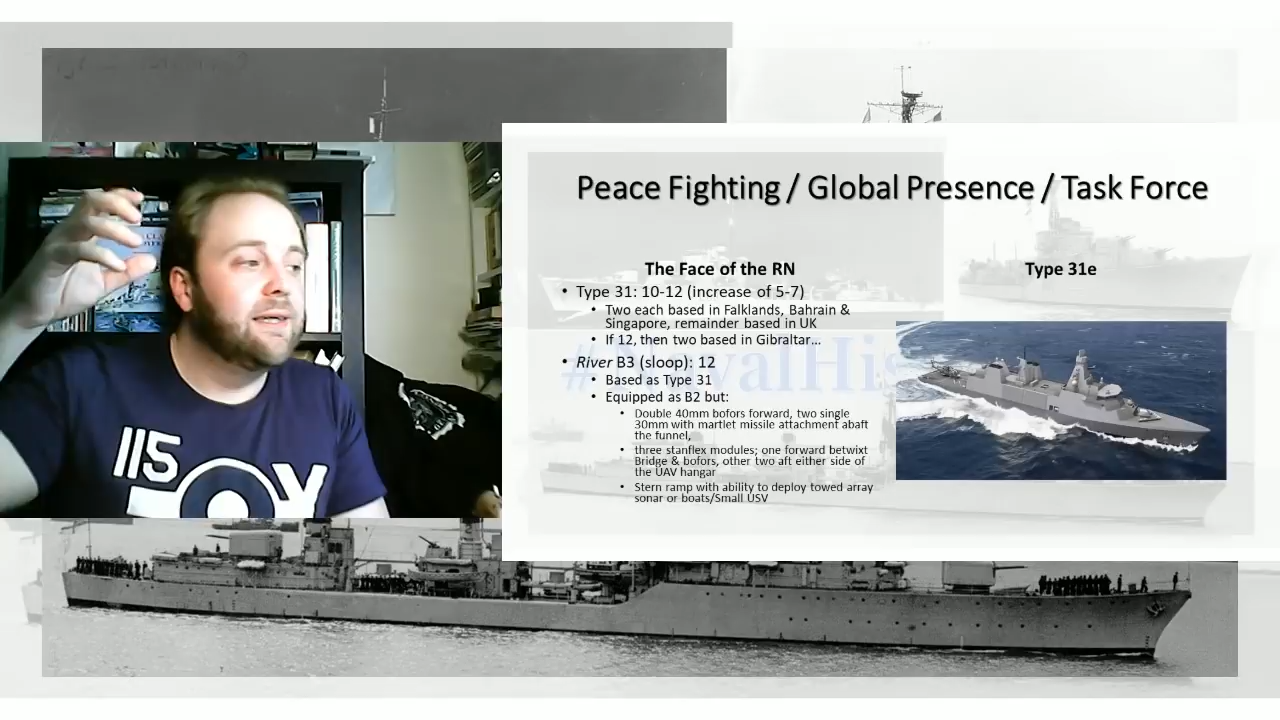 Peace Fighting / Global Presence / Task Force
The Face of the RN
• Type 31: 10-12 (increase of 5-7)
• Two each based in Falklands, Bahrain &
Singapore, remainder based in UK
• If 12, then two based in Gibraltar...
• River B3 (sloop): 12
• Based as Type 31
• Equipped as B2 but:
• Double 40mm bofors forward, two single
30mm with martlet missile attachment abaft
the funnel,
• three stanflex modules; one forward betwixt
Bridge & bofors, other two aft either side of
the UAV hangar
• Stern ramp with ability to deploy towed array
sonar or boats/Small USV
Type 31e
#NavalHis
115